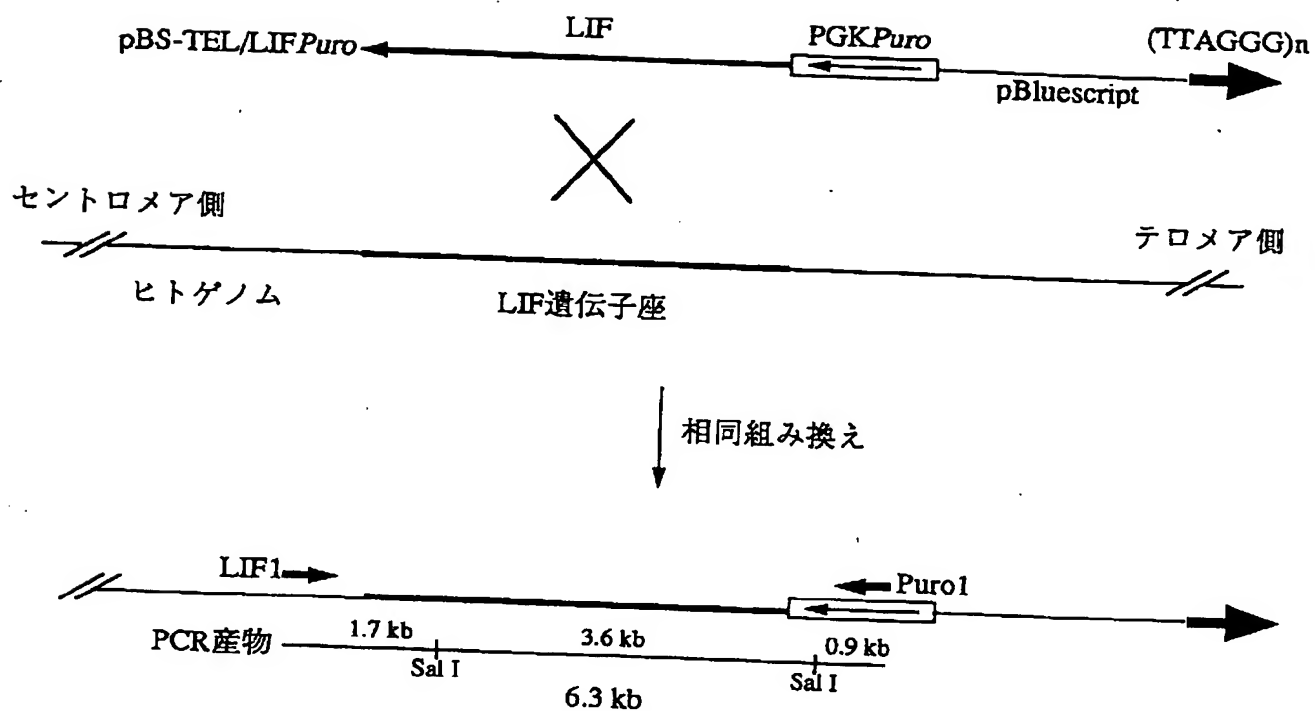 LIF
PGKPuro
(TTAGGG)n
pBS-TEL/LIFPuro
pBluescript
セントロメア側
テロメア側
ヒトゲノム
LIF遺伝子座
相同組み換え
LIF1
Puro1
PCR産物
1.7 kb
3.6 kb
0.9 kb
Sal I
Sal I
6.3 kb